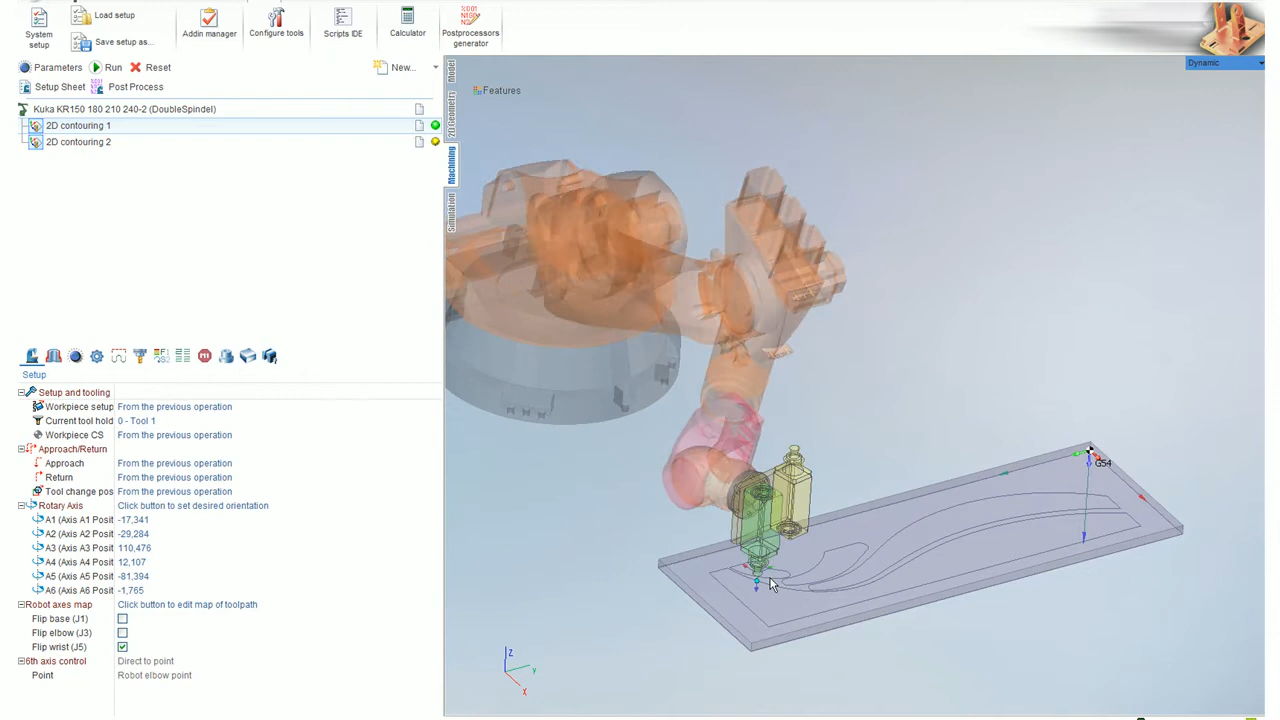 System setup
Load setup
Save setup as...
Addin manager
Configure tools
Scripts IDE
Calculator
Postprocessors generator
Parameters Run Reset New...
Setup Sheet Post Process
Kuka KR150 180 210 240-2 (DoubleSpindel)
2D contouring 1
2D contouring 2
Model
2D Geometry
Machining
Simulation
Features
Dynamic
G54
Z
Y
X
Setup
Setup and tooling
Workpiece setup From the previous operation
Current tool hold 0 - Tool 1
Workpiece CS From the previous operation
Approach/Return
Approach From the previous operation
Return From the previous operation
Tool change pos From the previous operation
Rotary Axis Click button to set desired orientation
A1 (Axis A1 Posit -17,341
A2 (Axis A2 Posit -29,284
A3 (Axis A3 Posit 110,476
A4 (Axis A4 Posit 12,107
A5 (Axis A5 Posit -81,394
A6 (Axis A6 Posit -1,765
Robot axes map Click button to edit map of toolpath
Flip base (J1)
Flip elbow (J3)
Flip wrist (J5)
6th axis control Direct to point
Point Robot elbow point